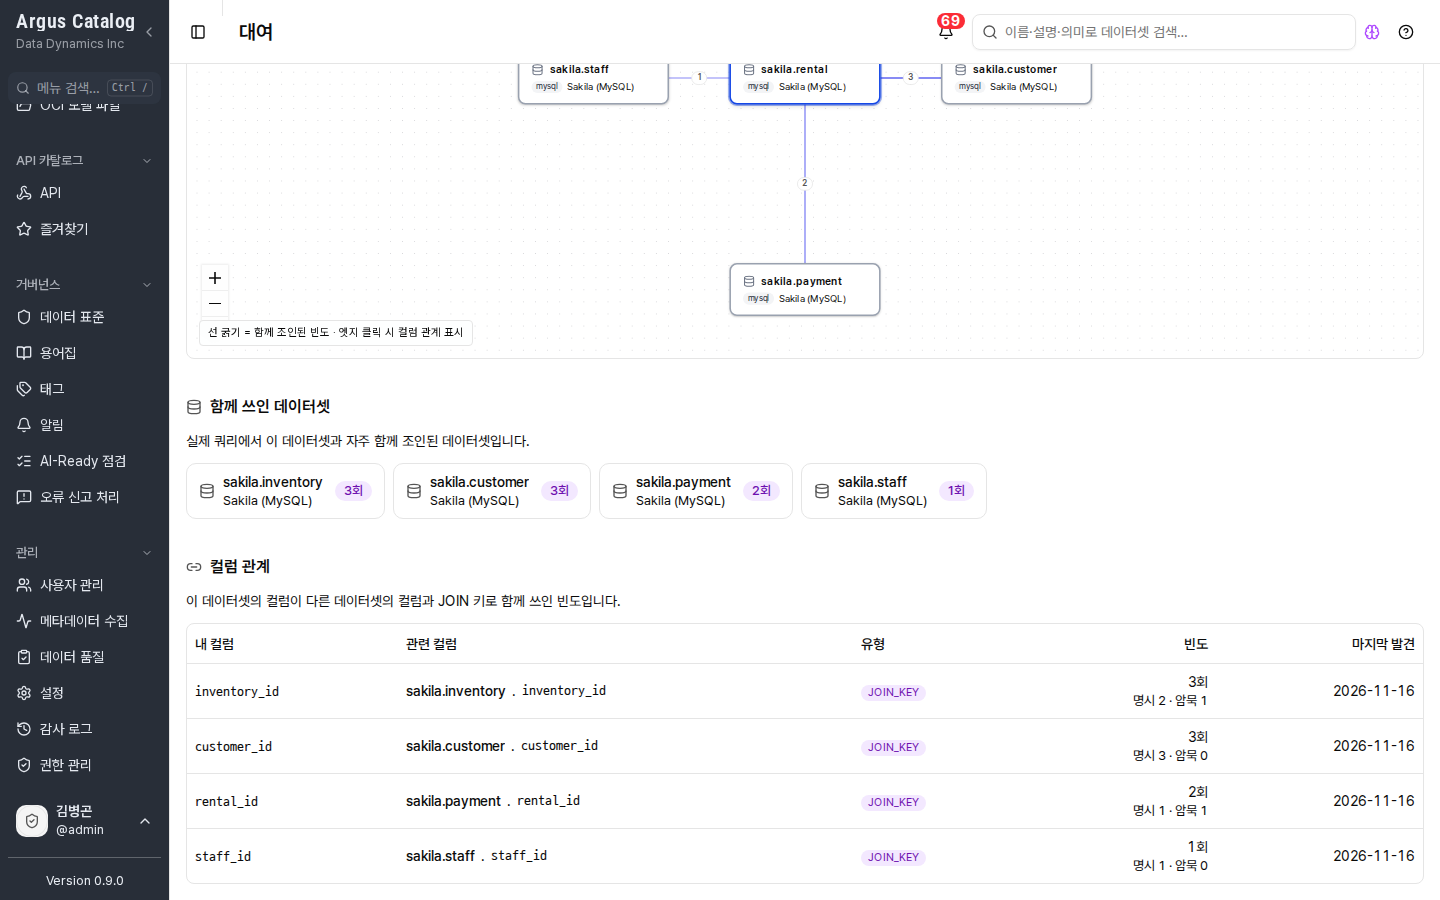 Argus Catalog
Data Dynamics Inc
메뉴 검색... Ctrl /
OCI 모델 파일
API 카탈로그
API
즐겨찾기
거버넌스
데이터 표준
용어집
태그
알림
AI-Ready 점검
오류 신고 처리
관리
사용자 관리
메타데이터 수집
데이터 품질
설정
감사 로그
권한 관리
김병곤
@admin
Version 0.9.0
대여
69
이름·설명·의미로 데이터셋 검색...
sakila.staff
mysql Sakila (MySQL)
1
sakila.rental
mysql Sakila (MySQL)
3
sakila.customer
mysql Sakila (MySQL)
2
sakila.payment
mysql Sakila (MySQL)
선 굵기 = 함께 조인된 빈도 · 엣지 클릭 시 컬럼 관계 표시
함께 쓰인 데이터셋
실제 쿼리에서 이 데이터셋과 자주 함께 조인된 데이터셋입니다.
sakila.inventory
Sakila (MySQL)
3회
sakila.customer
Sakila (MySQL)
3회
sakila.payment
Sakila (MySQL)
2회
sakila.staff
Sakila (MySQL)
1회
컬럼 관계
이 데이터셋의 컬럼이 다른 데이터셋의 컬럼과 JOIN 키로 함께 쓰인 빈도입니다.
내 컬럼 관련 컬럼 유형 빈도 마지막 발견
inventory_id sakila.inventory . inventory_id JOIN_KEY 3회 2026-11-16
명시 2 · 암묵 1
customer_id sakila.customer . customer_id JOIN_KEY 3회 2026-11-16
명시 3 · 암묵 0
rental_id sakila.payment . rental_id JOIN_KEY 2회 2026-11-16
명시 1 · 암묵 1
staff_id sakila.staff . staff_id JOIN_KEY 1회 2026-11-16
명시 1 · 암묵 0